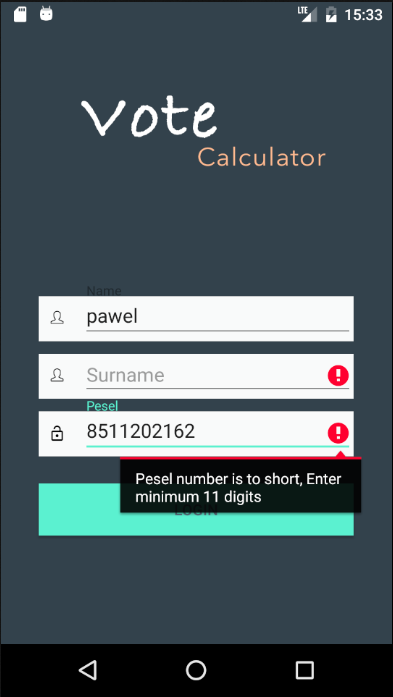 LTE 15:33
Vote
Calculator
Name
pawel
Surname
Pesel
8511202162
Pesel number is to short, Enter
minimum 11 digits
LOGIN